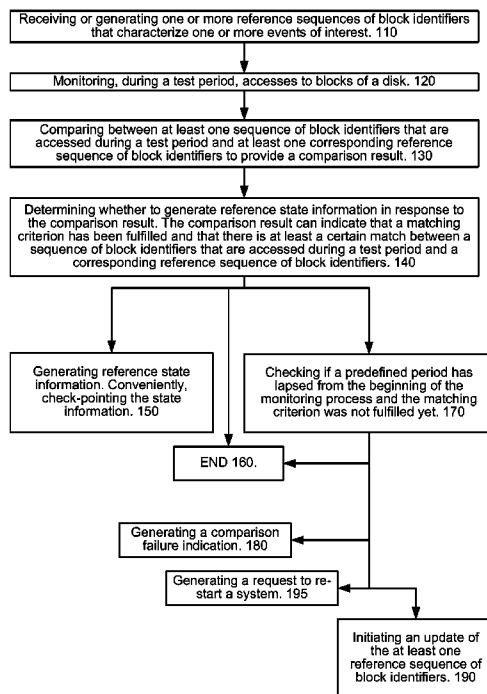 Receiving or generating one or more reference sequences of block identifiers
that characterize one or more events of interest. 110
Monitoring, during a test period, accesses to blocks of a disk. 120
Comparing between at least one sequence of block identifiers that are
accessed during a test period and at least one corresponding reference
sequence of block identifiers to provide a comparison result. 130
Determining whether to generate reference state information in response to
the comparison result. The comparison result can indicate that a matching
criterion has been fulfilled and that there is at least a certain match between a
sequence of block identifiers that are accessed during a test period and a
corresponding reference sequence of block identifiers. 140
Generating reference state
information. Conveniently,
check-pointing the state
information. 150
Checking if a predefined period has
lapsed from the beginning of the
monitoring process and the matching
criterion was not fulfilled yet. 170
END 160.
Generating a comparison
failure indication. 180
Generating a request to re-
start a system. 195
Initiating an update of
the at least one
reference sequence of
block identifiers. 190